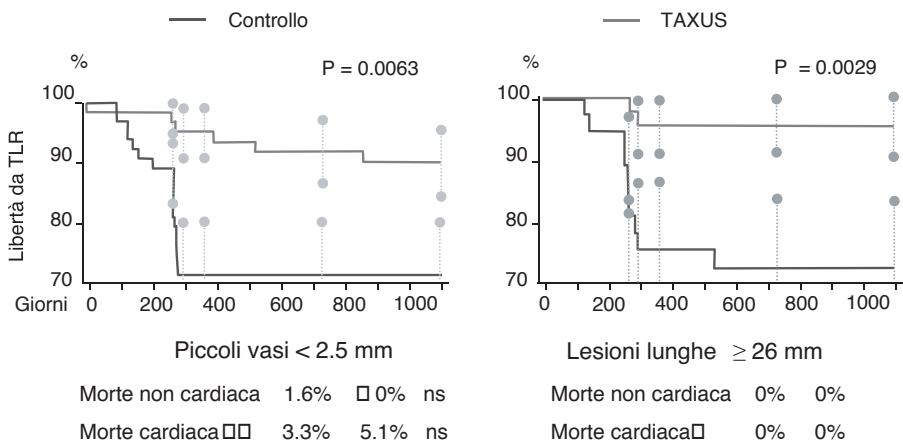 Controllo TAXUS
% P = 0.0063
% P = 0.0029
Libertà da TLR
100
90
80
70
Giorni 0 200 400 600 800 1000
100
90
80
70
0 200 400 600 800 1000
Piccoli vasi < 2.5 mm
Morte non cardiaca 1.6% □ 0% ns
Morte cardiaca□□ 3.3% 5.1% ns
Lesioni lunghe ≥ 26 mm
Morte non cardiaca 0% 0%
Morte cardiaca□ 0% 0%